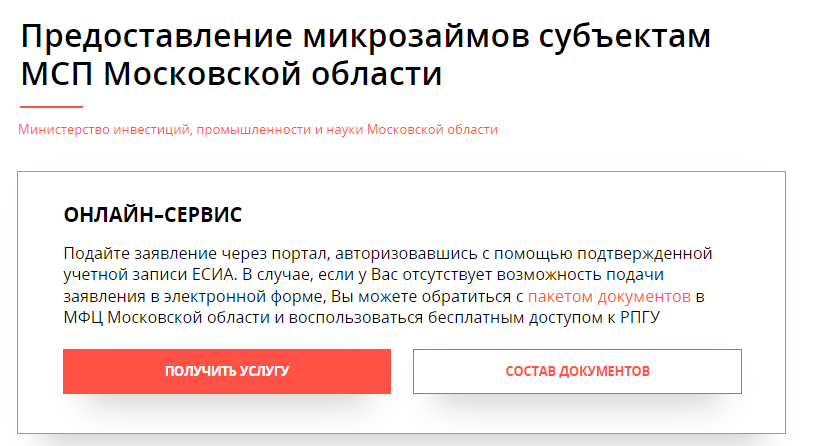 Предоставление микрозаймов субъектам
МСП Московской области
Министерство инвестиций, промышленности и науки Московской области
ОНЛАЙН–СЕРВИС
Подайте заявление через портал, авторизовавшись с помощью подтвержденной
учетной записи ЕСИА. В случае, если у Вас отсутствует возможность подачи
заявления в электронной форме, Вы можете обратиться с пакетом документов в
МФЦ Московской области и воспользоваться бесплатным доступом к РПГУ
ПОЛУЧИТЬ УСЛУГУ
СОСТАВ ДОКУМЕНТОВ